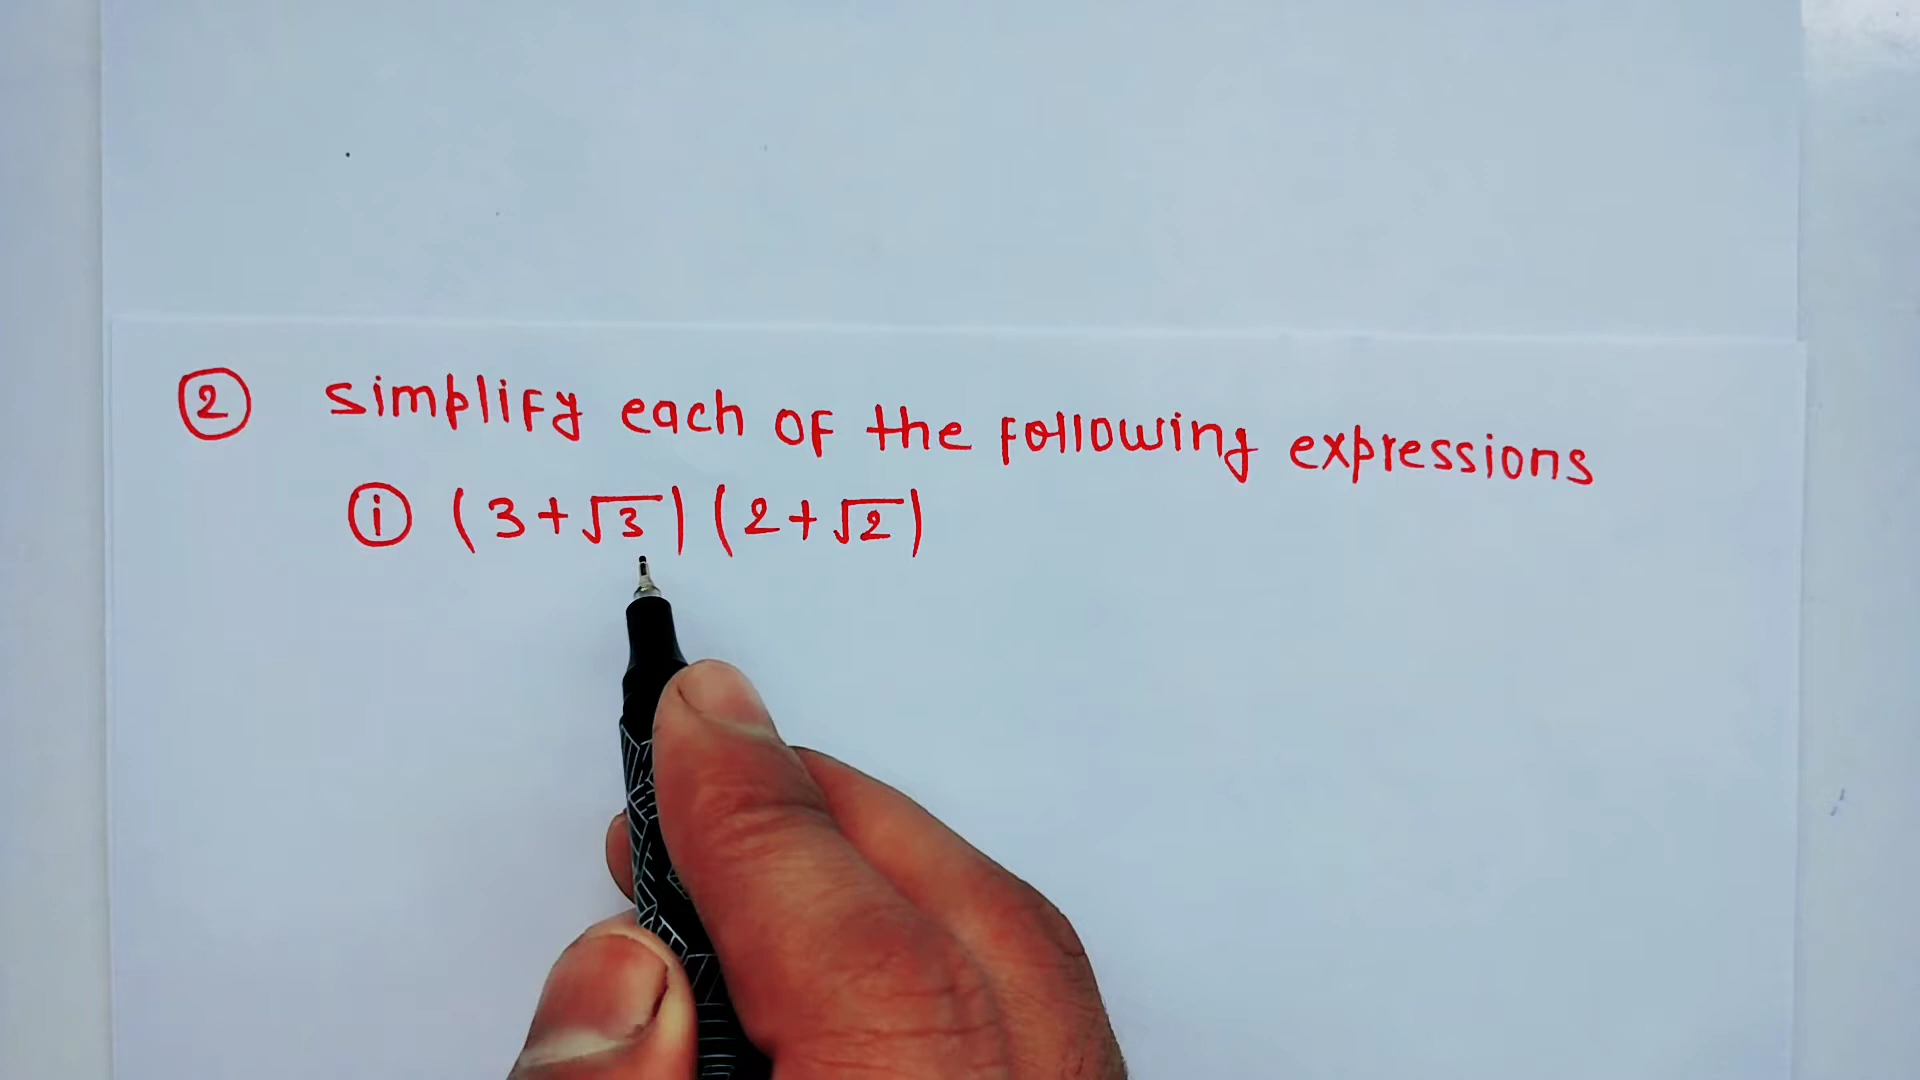 ② simplify each of the following expressions
ⓘ (3+√3) (2+√2)